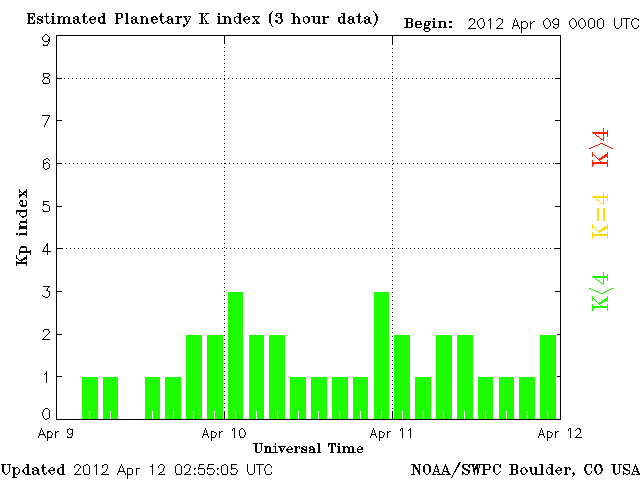 Estimated Planetary K index (3 hour data)
Begin: 2012 Apr 09 0000 UTC
9
8
7
6
5
4
3
2
1
0
Kp index
Apr 9
Apr 10
Apr 11
Apr 12
Universal Time
K>4
K=4
K<4
Updated 2012 Apr 12 02:55:05 UTC
NOAA/SWPC Boulder, CO USA